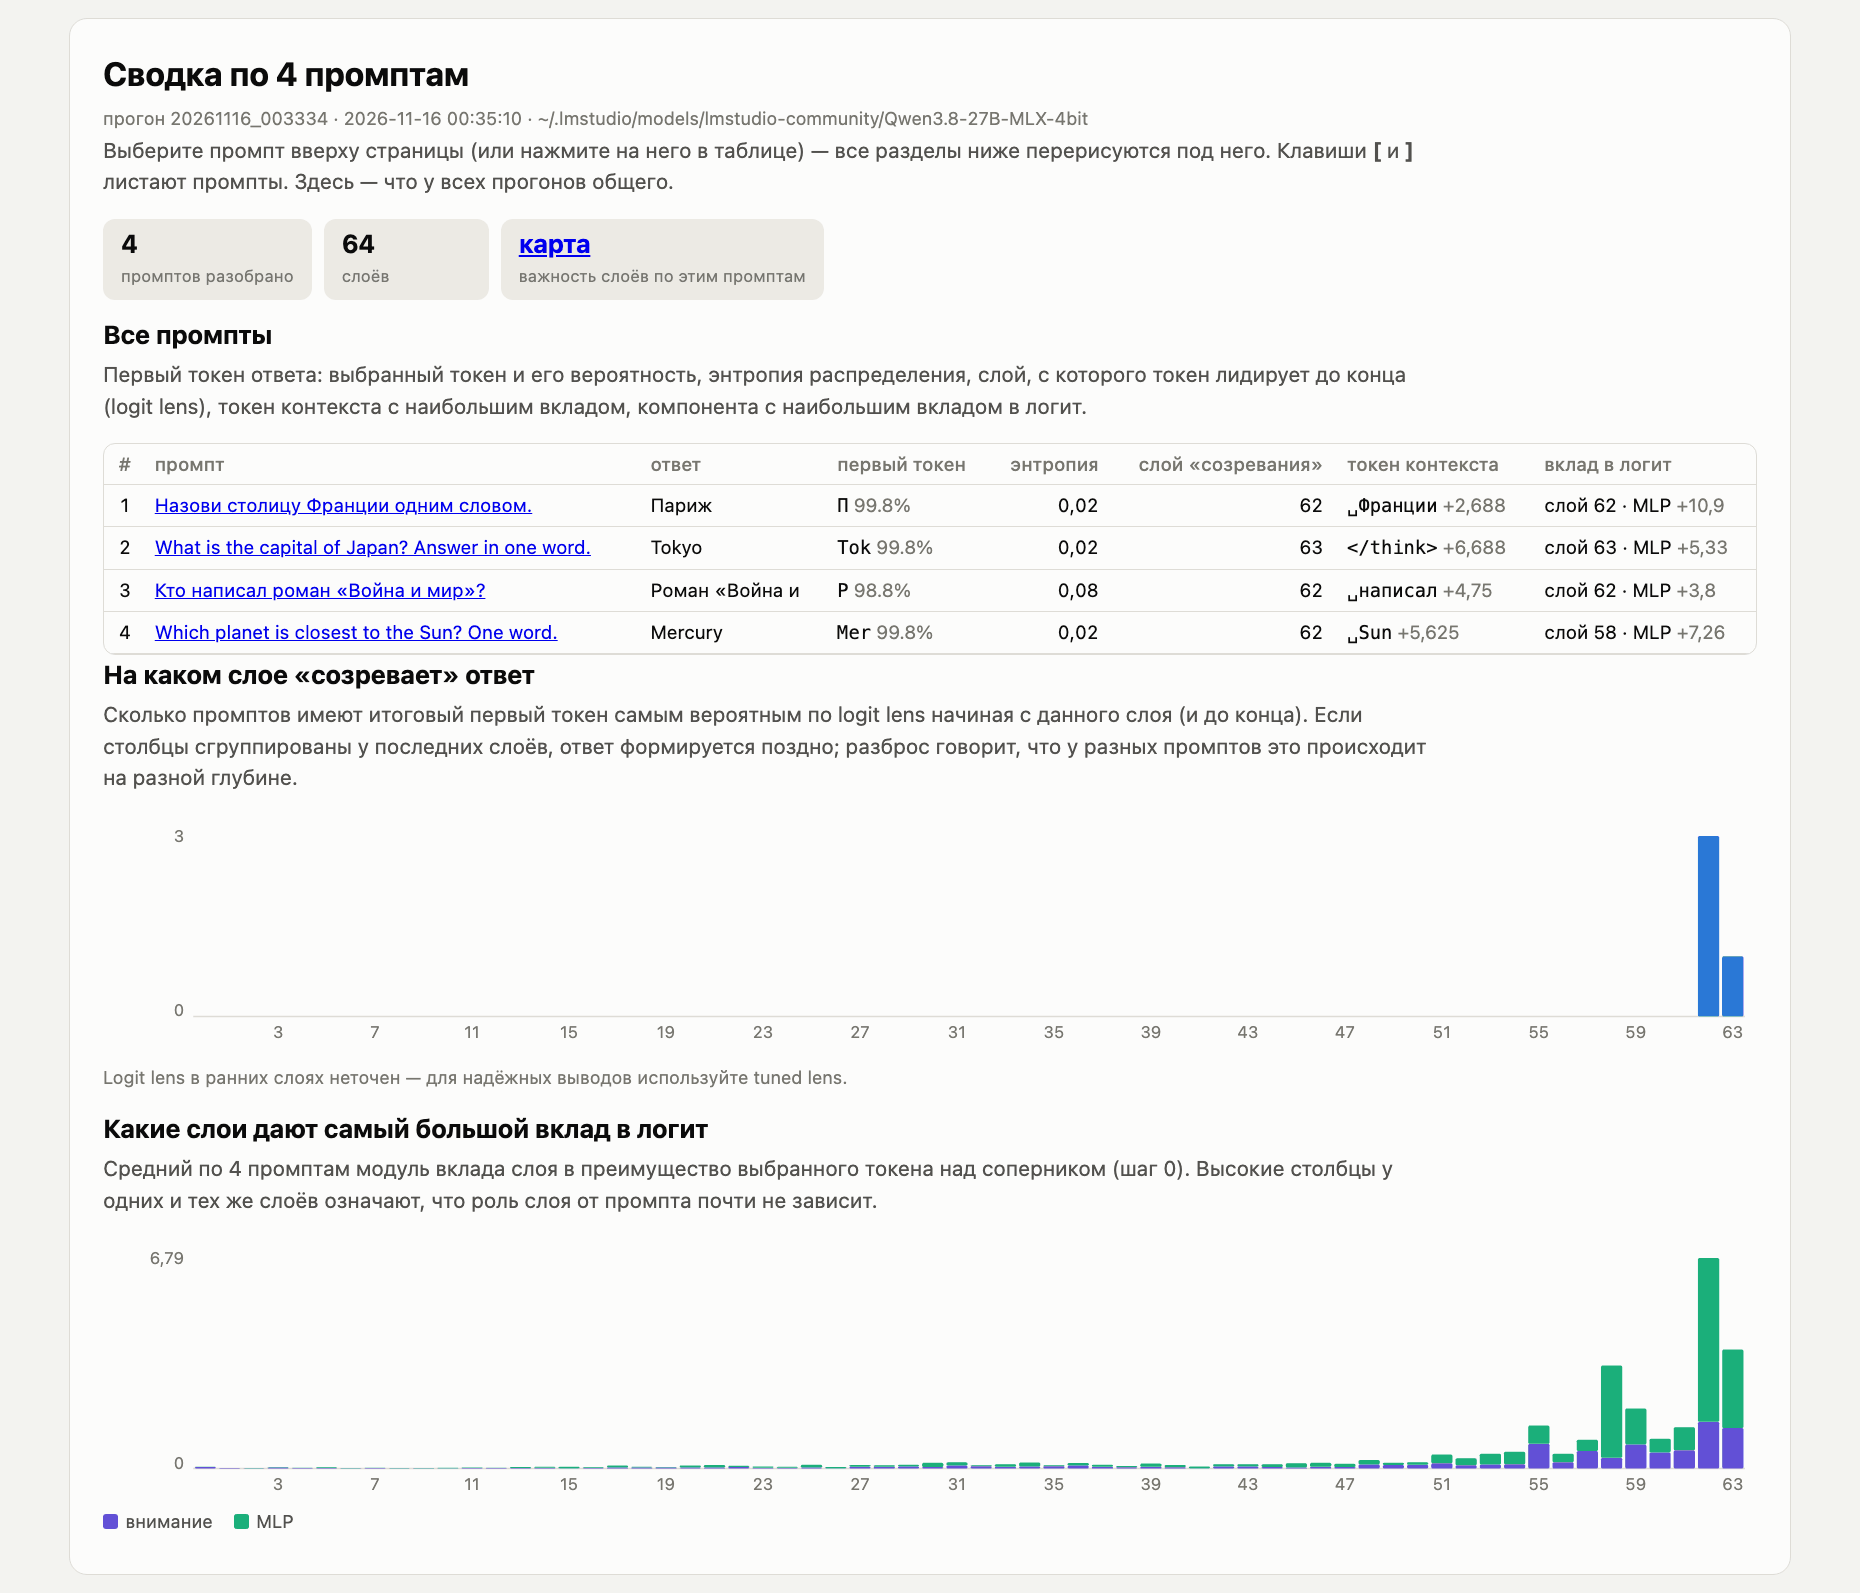 Сводка по 4 промптам
прогон 20261116_003334 · 2026-11-16 00:35:10 · ~/.lmstudio/models/lmstudio-community/Qwen3.8-27B-MLX-4bit
Выберите промпт вверху страницы (или нажмите на него в таблице) — все разделы ниже перерисуются под него. Клавиши [ и ]
листают промпты. Здесь — что у всех прогонов общего.
4
промптов разобрано
64
слоёв
карта
важность слоёв по этим промптам
Все промпты
Первый токен ответа: выбранный токен и его вероятность, энтропия распределения, слой, с которого токен лидирует до конца
(logit lens), токен контекста с наибольшим вкладом, компонента с наибольшим вкладом в логит.
# промпт ответ первый токен энтропия слой «созревания» токен контекста вклад в логит
1 Назови столицу Франции одним словом. Париж П 99.8% 0,02 62 ␣Франции +2,688 слой 62 · MLP +10,9
2 What is the capital of Japan? Answer in one word. Tokyo Tok 99.8% 0,02 63 </think> +6,688 слой 63 · MLP +5,33
3 Кто написал роман «Война и мир»? Роман «Война и Р 98.8% 0,08 62 ␣написал +4,75 слой 62 · MLP +3,8
4 Which planet is closest to the Sun? One word. Mercury Mer 99.8% 0,02 62 ␣Sun +5,625 слой 58 · MLP +7,26
На каком слое «созревает» ответ
Сколько промптов имеют итоговый первый токен самым вероятным по logit lens начиная с данного слоя (и до конца). Если
столбцы сгруппированы у последних слоёв, ответ формируется поздно; разброс говорит, что у разных промптов это происходит
на разной глубине.
3
0
3 7 11 15 19 23 27 31 35 39 43 47 51 55 59 63
Logit lens в ранних слоях неточен — для надёжных выводов используйте tuned lens.
Какие слои дают самый большой вклад в логит
Средний по 4 промптам модуль вклада слоя в преимущество выбранного токена над соперником (шаг 0). Высокие столбцы у
одних и тех же слоёв означают, что роль слоя от промпта почти не зависит.
6,79
0
3 7 11 15 19 23 27 31 35 39 43 47 51 55 59 63
внимание MLP